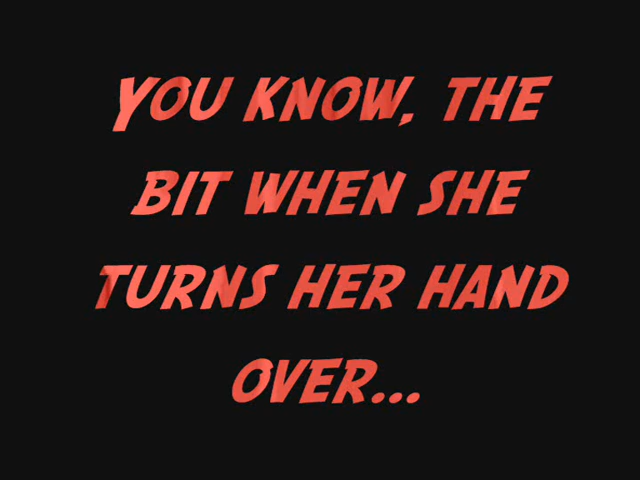 YOU KNOW, THE
BIT WHEN SHE
TURNS HER HAND
OVER...